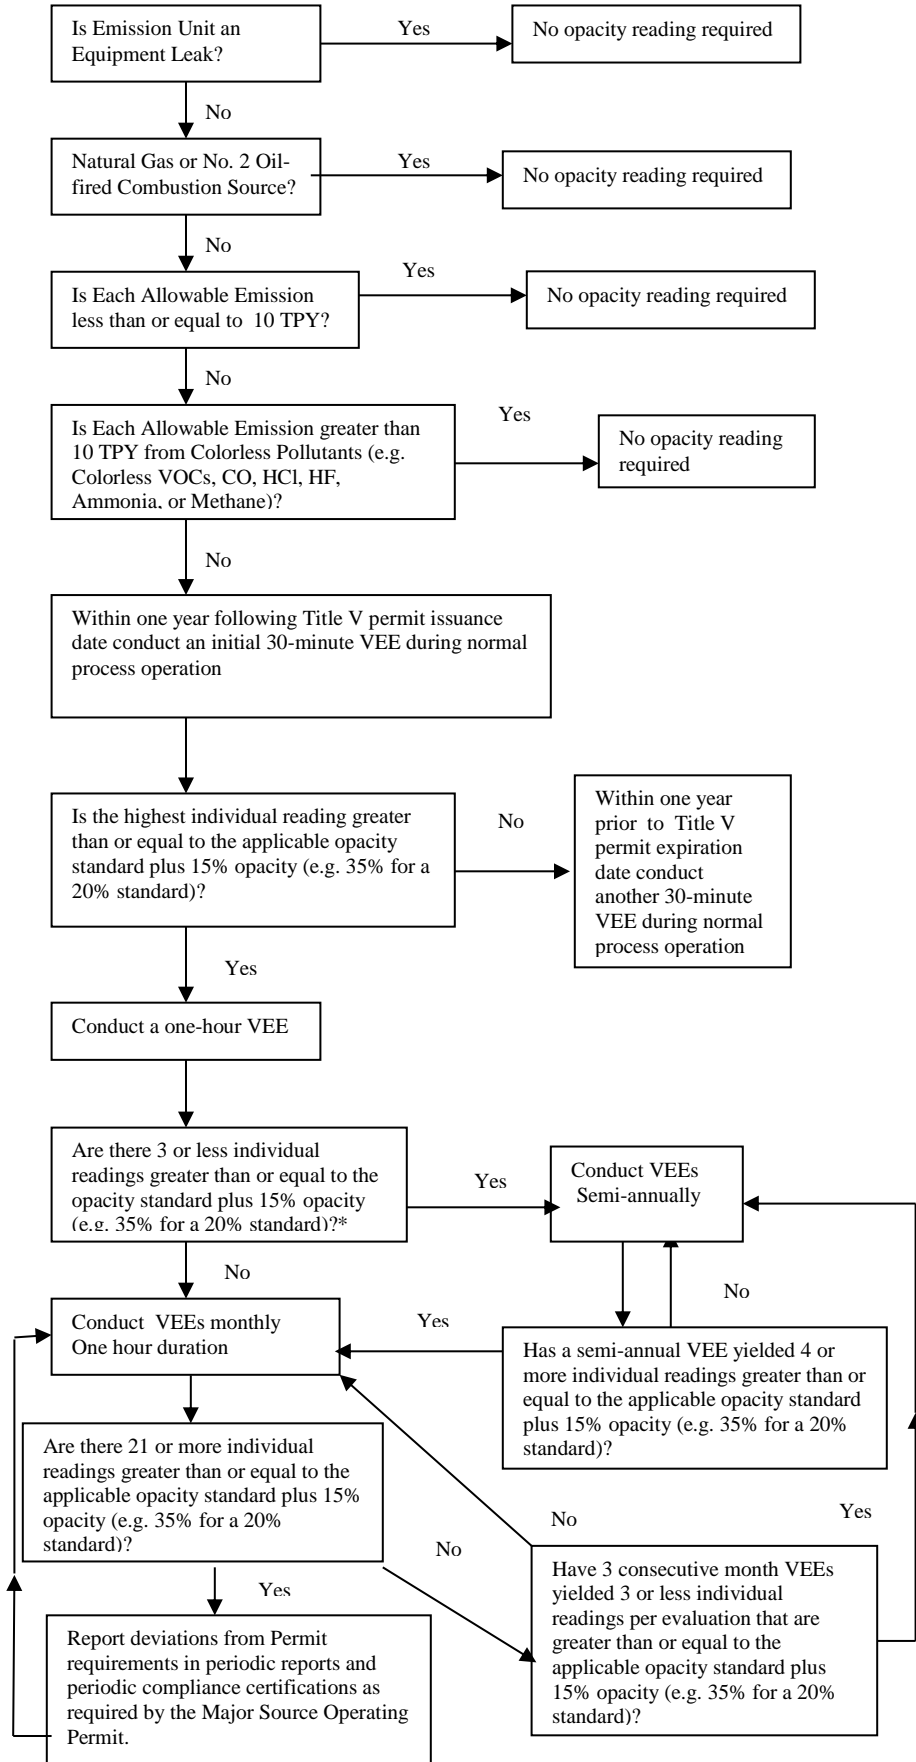 Is Emission Unit an
Equipment Leak?
Yes
No opacity reading required
No
Natural Gas or No. 2 Oil-
fired Combustion Source?
Yes
No opacity reading required
No
Is Each Allowable Emission
less than or equal to  10 TPY?
Yes
No opacity reading required
No
Is Each Allowable Emission greater than
10 TPY from Colorless Pollutants (e.g.
Colorless VOCs, CO, HCl, HF,
Ammonia, or Methane)?
Yes
No opacity reading
required
No
Within one year following Title V permit issuance
date conduct an initial 30-minute VEE during normal
process operation
Is the highest individual reading greater
than or equal to the applicable opacity
standard plus 15% opacity (e.g. 35% for a
20% standard)?
No
Within one year
prior  to  Title V
permit expiration
date conduct
another 30-minute
VEE during normal
process operation
Yes
Conduct a one-hour VEE
Are there 3 or less individual
readings greater than or equal to the
opacity standard plus 15% opacity
(e.g. 35% for a 20% standard)?*
Yes
Conduct VEEs
Semi-annually
No
No
Conduct  VEEs monthly
One hour duration
Yes
Has a semi-annual VEE yielded 4 or
more individual readings greater than or
equal to the applicable opacity standard
plus 15% opacity (e.g. 35% for a 20%
standard)?
Are there 21 or more individual
readings greater than or equal to the
applicable opacity standard plus 15%
opacity (e.g. 35% for a 20%
standard)?
No
Yes
No
Have 3 consecutive month VEEs
yielded 3 or less individual
readings per evaluation that are
greater than or equal to the
applicable opacity standard plus
15% opacity (e.g. 35% for a 20%
standard)?
Yes
Report deviations from Permit
requirements in periodic reports and
periodic compliance certifications as
required by the Major Source Operating
Permit.